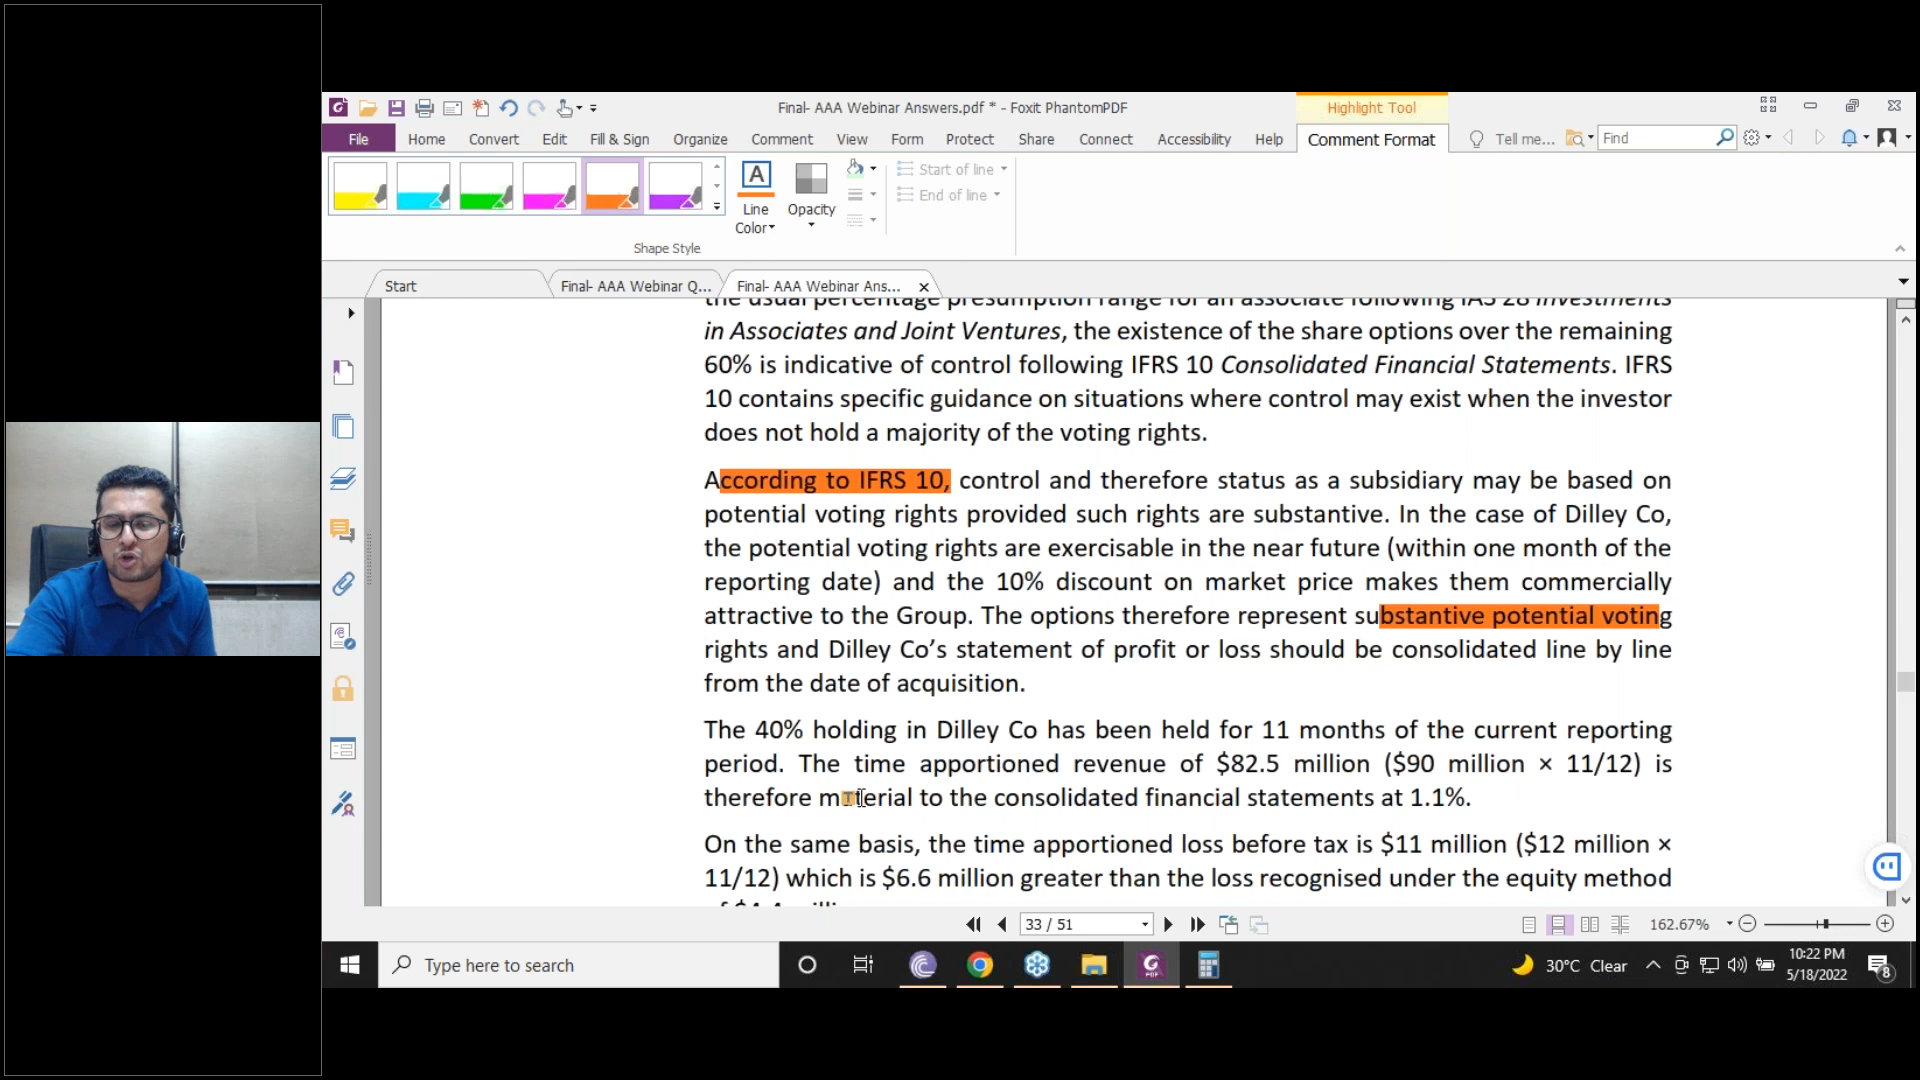 Final- AAA Webinar Answers.pdf * - Foxit PhantomPDF
Highlight Tool
File Home Convert Edit Fill & Sign Organize Comment View Form Protect Share Connect Accessibility Help Comment Format Tell me... Find
Line Color
Opacity
Start of line
End of line
Shape Style
Start
Final- AAA Webinar Q...
Final- AAA Webinar Ans...
the usual percentage presumption range for an associate following IAS 28 Investments
in Associates and Joint Ventures, the existence of the share options over the remaining
60% is indicative of control following IFRS 10 Consolidated Financial Statements. IFRS
10 contains specific guidance on situations where control may exist when the investor
does not hold a majority of the voting rights.
According to IFRS 10, control and therefore status as a subsidiary may be based on
potential voting rights provided such rights are substantive. In the case of Dilley Co,
the potential voting rights are exercisable in the near future (within one month of the
reporting date) and the 10% discount on market price makes them commercially
attractive to the Group. The options therefore represent substantive potential voting
rights and Dilley Co’s statement of profit or loss should be consolidated line by line
from the date of acquisition.
The 40% holding in Dilley Co has been held for 11 months of the current reporting
period. The time apportioned revenue of $82.5 million ($90 million × 11/12) is
therefore material to the consolidated financial statements at 1.1%.
On the same basis, the time apportioned loss before tax is $11 million ($12 million ×
11/12) which is $6.6 million greater than the loss recognised under the equity method
33 / 51
162.67%
Type here to search
30°C Clear
10:22 PM
5/18/2022
8